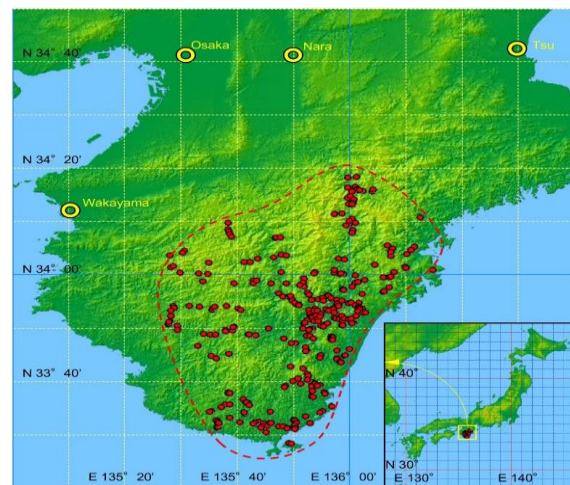 Osaka
Nara
Tsu
N 34° 40'
N 34° 20'
Wakayama
N 34° 00'
N 33° 40'
N 40°
N 30°
E 135° 20'
E 135° 40'
E 136° 00'
E 130°
E 140°